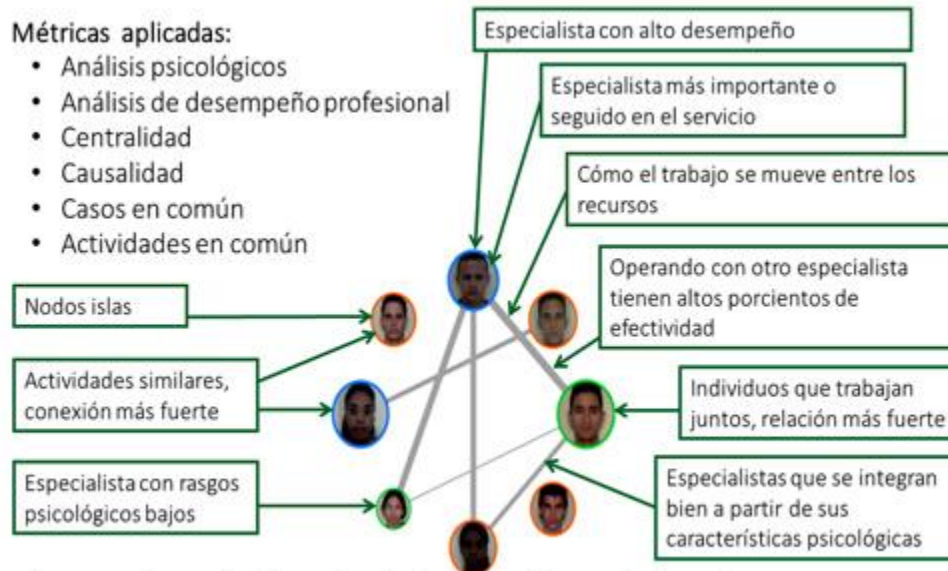 Métricas aplicadas:
• Análisis psicológicos
• Análisis de desempeño profesional
• Centralidad
• Causalidad
• Casos en común
• Actividades en común
Especialista con alto desempeño
Especialista más importante o
seguido en el servicio
Cómo el trabajo se mueve entre los
recursos
Operando con otro especialista
tienen altos porcientos de
efectividad
Nodos islas
Actividades similares,
conexión más fuerte
Individuos que trabajan
juntos, relación más fuerte
Especialista con rasgos
psicológicos bajos
Especialistas que se integran
bien a partir de sus
características psicológicas